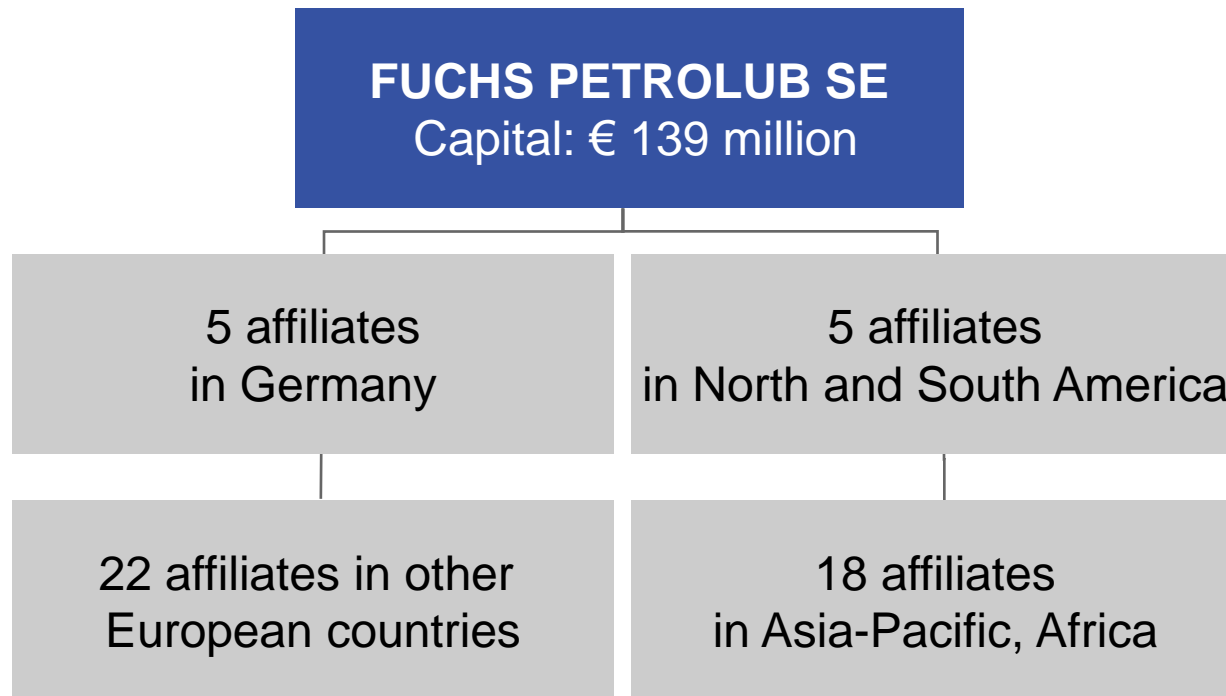 FUCHS PETROLUB SE
Capital: € 139 million
5 affiliates
in Germany
5 affiliates
in North and South America
22 affiliates in other
European countries
18 affiliates
in Asia-Pacific, Africa